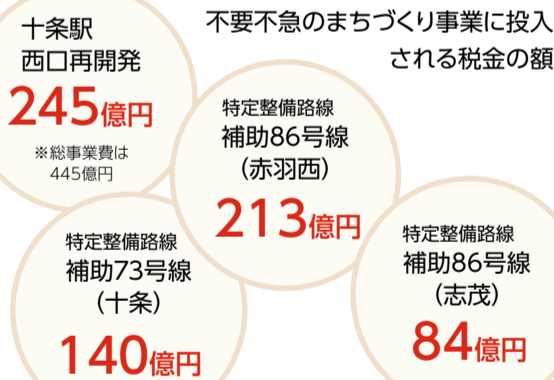 不要不急のまちづくり事業に投入
される税金の額
十条駅
西口再開発
245億円
※総事業費は
445億円
特定整備路線
補助86号線
(赤羽西)
213億円
特定整備路線
補助73号線
(十条)
140億円
特定整備路線
補助86号線
(志茂)
84億円